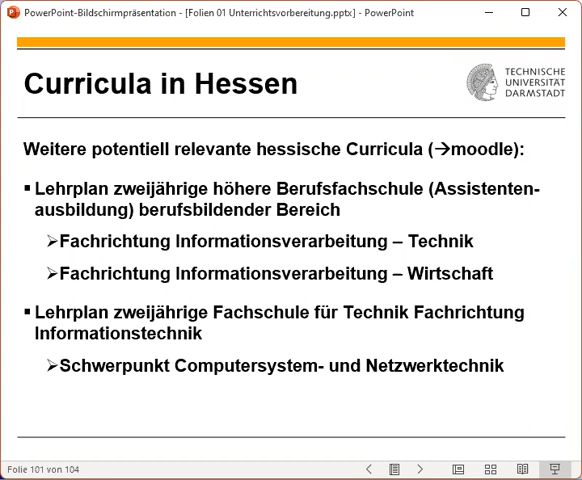 PowerPoint-Bildschirmpräsentation - [Folien 01 Unterrichtsvorbereitung.pptx] - PowerPoint
Curricula in Hessen
TECHNISCHE
UNIVERSITÄT
DARMSTADT
Weitere potentiell relevante hessische Curricula (→moodle):
▪ Lehrplan zweijährige höhere Berufsfachschule (Assistenten-
ausbildung) berufsbildender Bereich
➢Fachrichtung Informationsverarbeitung – Technik
➢Fachrichtung Informationsverarbeitung – Wirtschaft
▪ Lehrplan zweijährige Fachschule für Technik Fachrichtung
Informationstechnik
➢Schwerpunkt Computersystem- und Netzwerktechnik
Folie 101 von 104